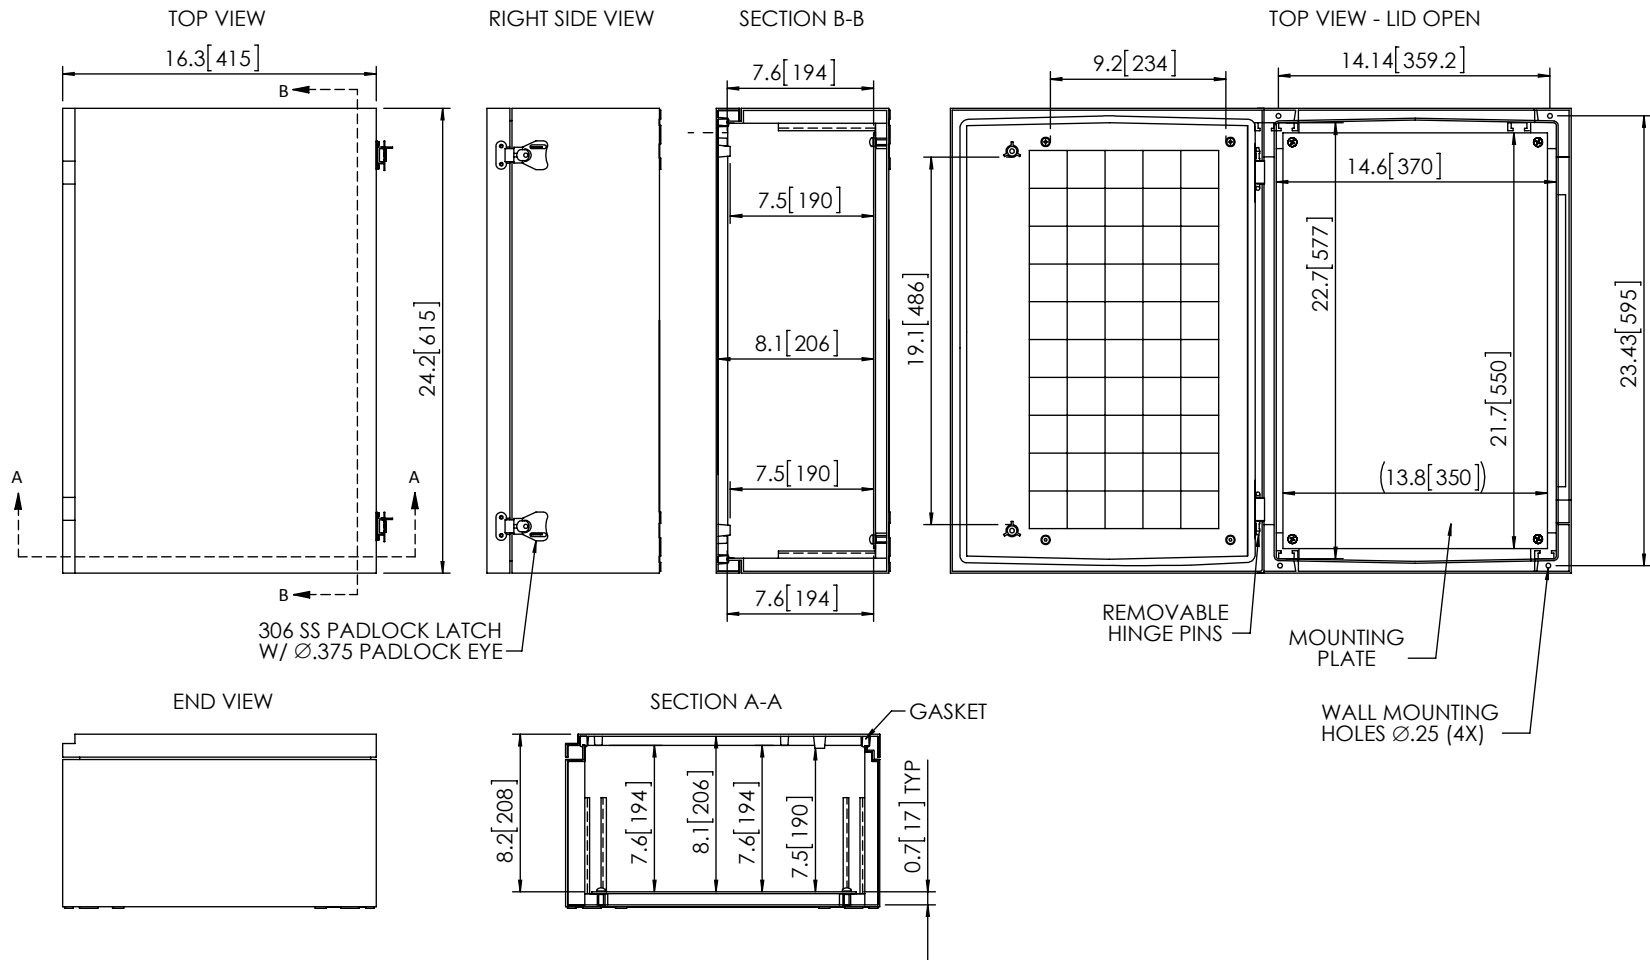 TOP VIEW
RIGHT SIDE VIEW
SECTION B-B
TOP VIEW - LID OPEN
16.3[415]
B
24.2[615]
A
A
B
306 SS PADLOCK LATCH
W/ Ø.375 PADLOCK EYE
7.6[194]
7.5[190]
8.1[206]
7.5[190]
7.6[194]
9.2[234]
14.14[359.2]
19.1[486]
14.6[370]
22.7[577]
21.7[550]
(13.8[350])
23.43[595]
REMOVABLE
HINGE PINS
MOUNTING
PLATE
WALL MOUNTING
HOLES Ø.25 (4X)
END VIEW
SECTION A-A
GASKET
8.2[208]
7.6[194]
8.1[206]
7.6[194]
7.5[190]
0.7[17] TYP